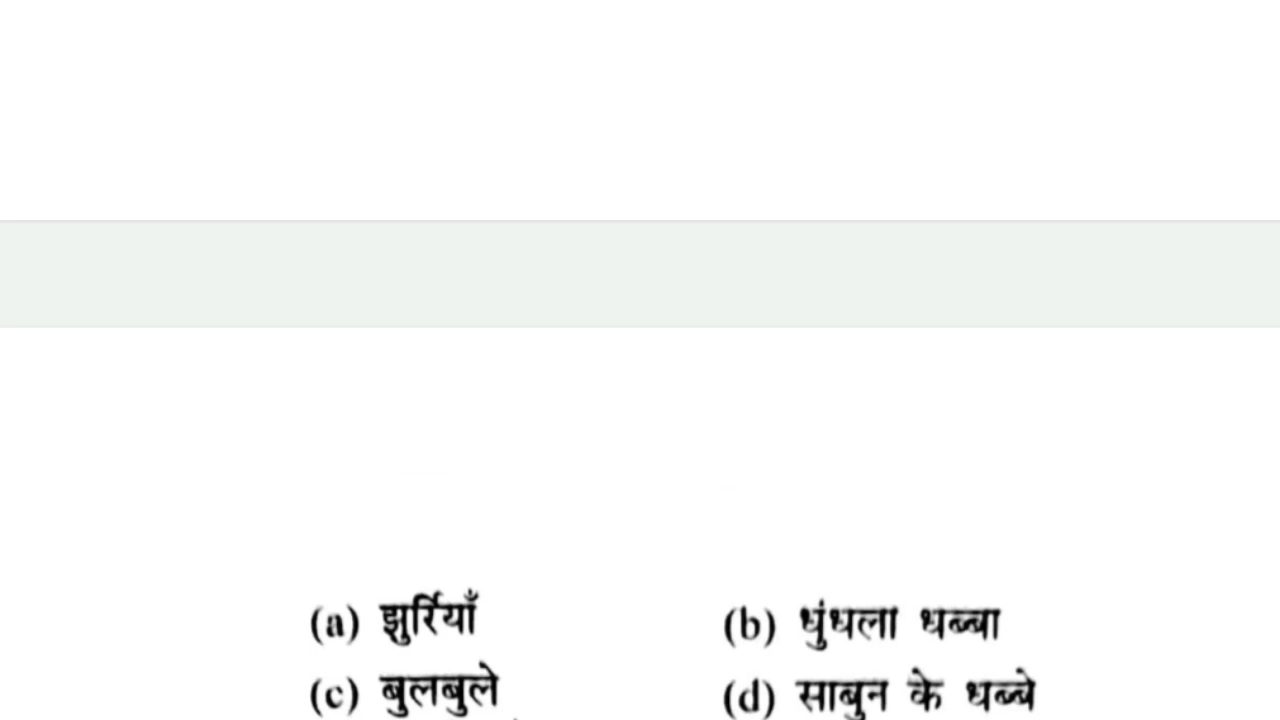 (a) झुर्रियाँ (b) धुंधला धब्बा
(c) बुलबुले (d) साबुन के धब्बे